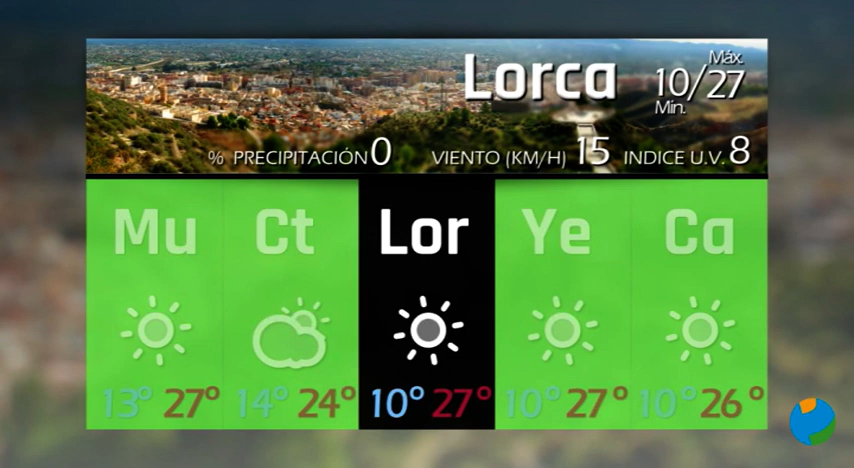 Lorca
Máx.
10/27
Mín.
% PRECIPITACIÓN 0 VIENTO (KM/H) 15 INDICE U.V. 8
Mu Ct Lor Ye Ca
13° 27° 14° 24° 10° 27° 10° 27° 10° 26°